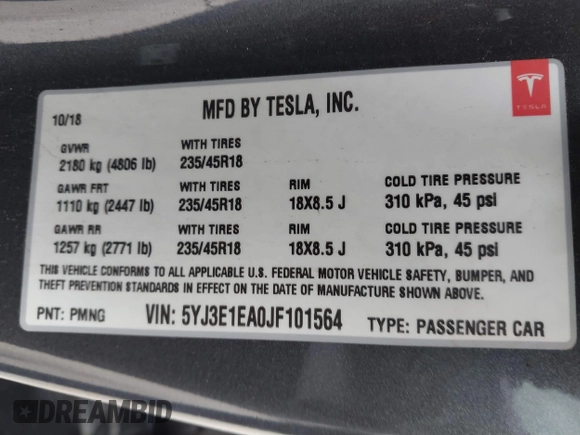 MFD BY TESLA, INC.
TESLA
10/18
GVWR WITH TIRES
2180 kg (4806 lb) 235/45R18
GAWR FRT WITH TIRES RIM COLD TIRE PRESSURE
1110 kg (2447 lb) 235/45R18 18X8.5 J 310 kPa, 45 psi
GAWR RR WITH TIRES RIM COLD TIRE PRESSURE
1257 kg (2771 lb) 235/45R18 18X8.5 J 310 kPa, 45 psi
THIS VEHICLE CONFORMS TO ALL APPLICABLE U.S. FEDERAL MOTOR VEHICLE SAFETY, BUMPER, AND
THEFT PREVENTION STANDARDS IN EFFECT ON THE DATE OF MANUFACTURE SHOWN ABOVE.
PNT: PMNG VIN: 5YJ3E1EA0JF101564 TYPE: PASSENGER CAR
DREAMBID